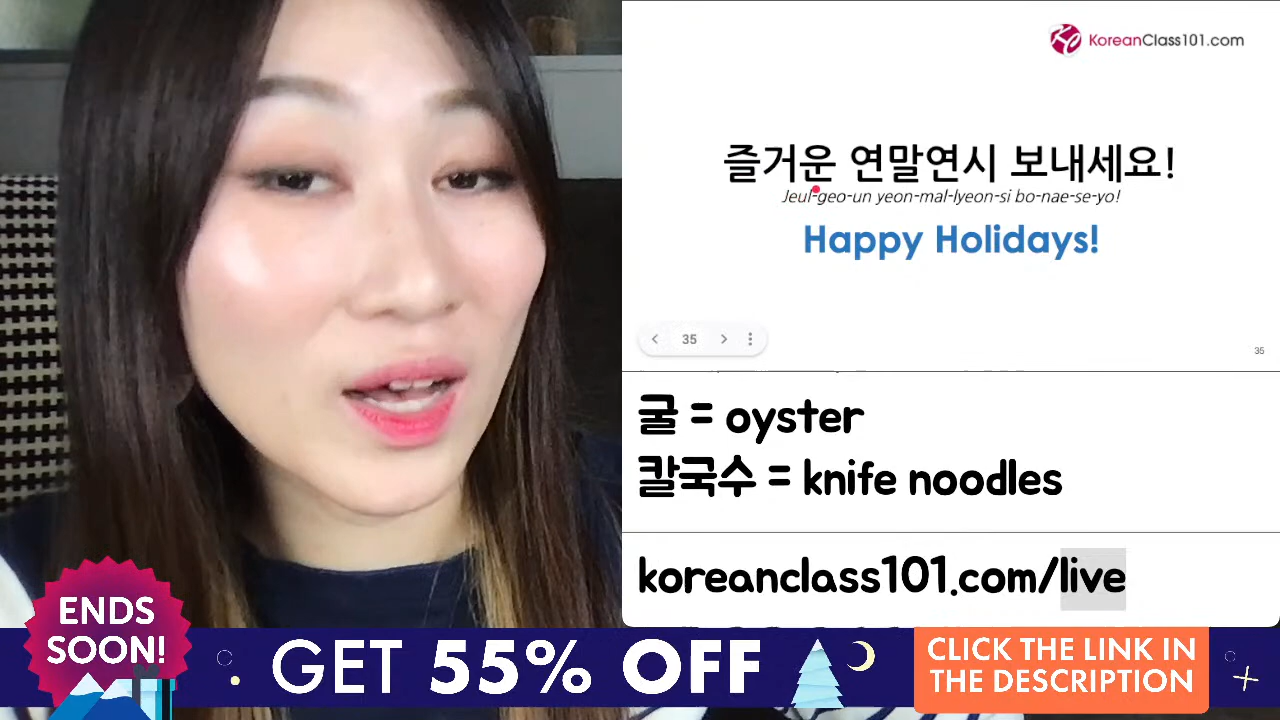 KoreanClass101.com
즐거운 연말연시 보내세요!
Jeul-geo-un yeon-mal-lyeon-si bo-nae-se-yo!
Happy Holidays!
35
35
굴 = oyster
칼국수 = knife noodles
koreanclass101.com/live
ENDS
SOON!
GET 55% OFF
CLICK THE LINK IN
THE DESCRIPTION